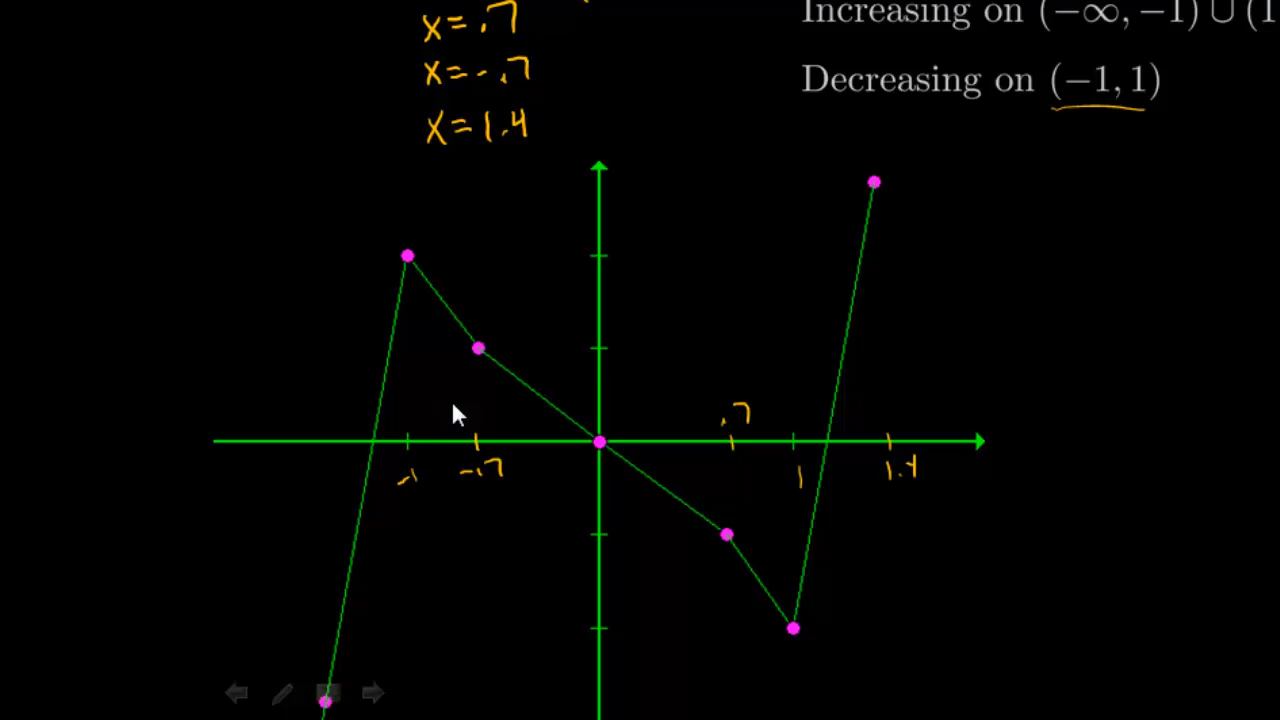 x=.7
x=-.7
x=1.4
Increasing on (−∞, −1) ∪ (1
Decreasing on (−1, 1)
.7
-1
-.7
1
1.4